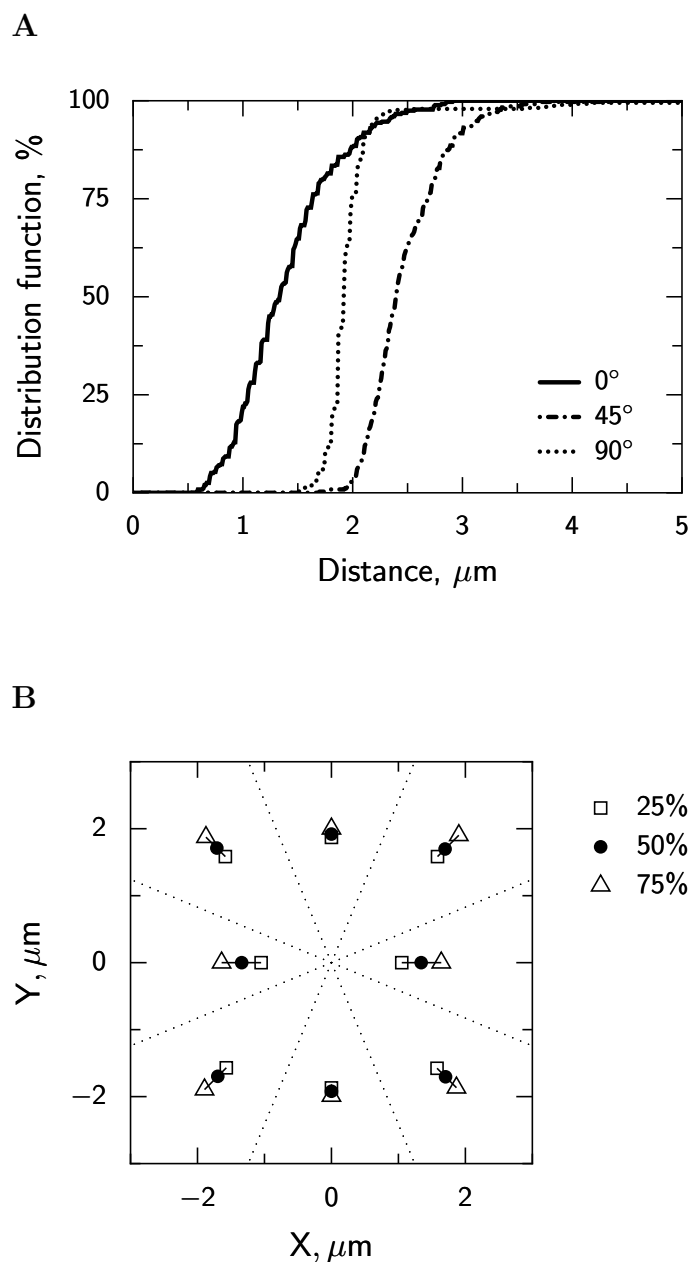 A
100
75
50
25
0
Distribution function, %
0°
45°
90°
0 1 2 3 4 5
Distance, μm
B
2
0
−2
Y, μm
25%
50%
75%
−2 0 2
X, μm